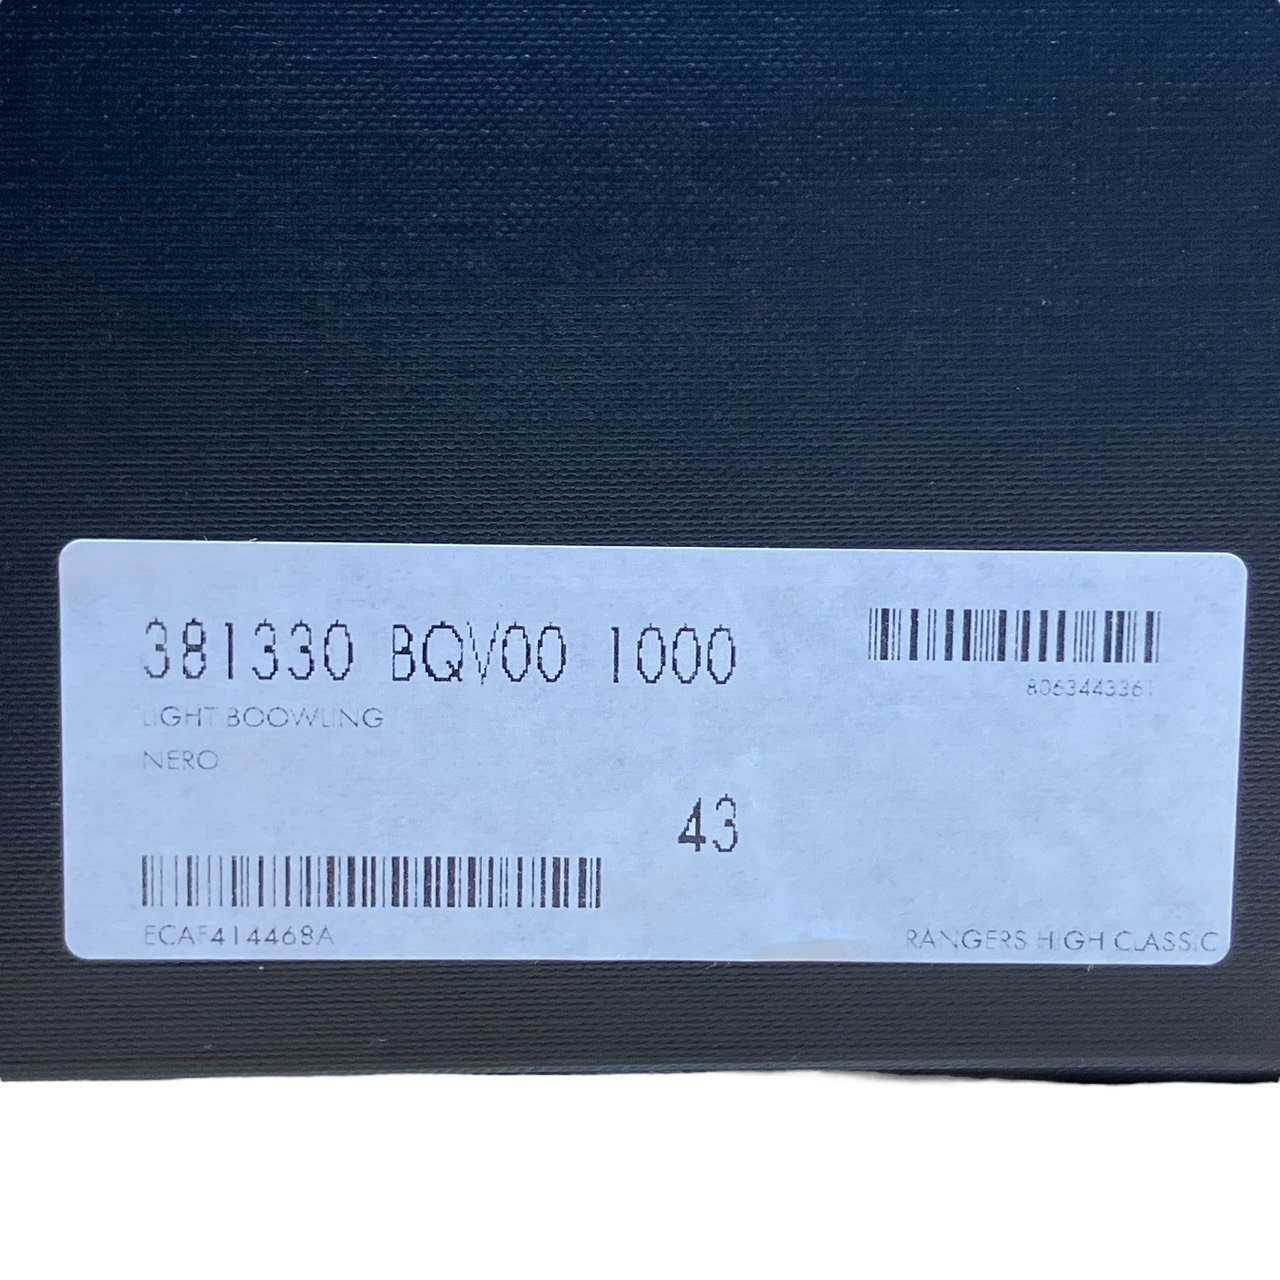 381330 BQV00 1000
8063443361
LIGHT BOOWLING
NERO
43
ECAF414468A
RANGERS HIGH CLASSIC